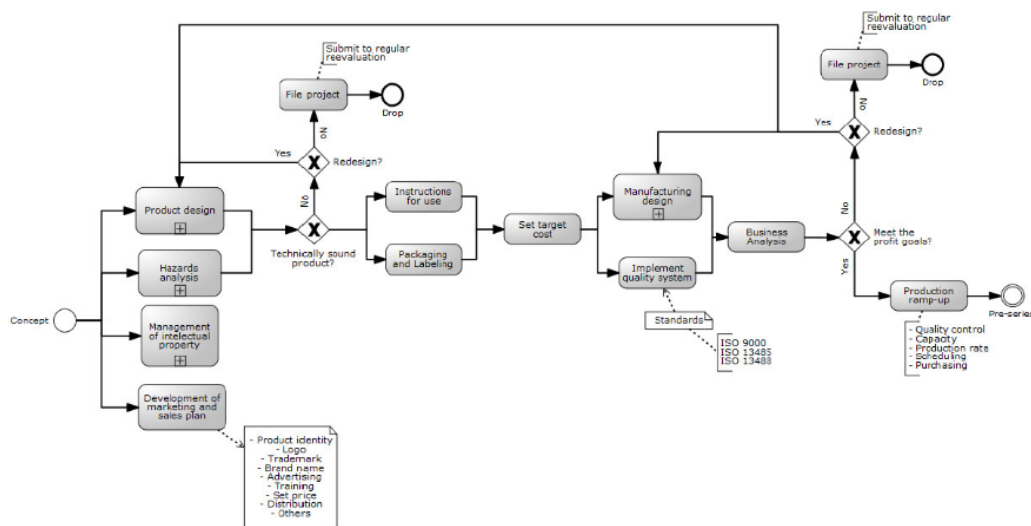 Submit to regular
reevaluation
File project
Drop
No
Yes
Redesign?
No
Technically sound
product?
Concept
Product design
Hazards
analysis
Management
of intelectual
property
Development of
marketing and
sales plan
- Product identity
- Logo
- Trademark
- Brand name
- Advertising
- Training
- Set price
- Distribution
- Others
Instructions
for use
Packaging
and Labeling
Set target
cost
Manufacturing
design
Implement
quality system
Standards
ISO 9000
ISO 13485
ISO 13488
Business
Analysis
Submit to regular
reevaluation
File project
Drop
No
Yes
Redesign?
No
Meet the
profit goals?
Yes
Production
ramp-up
Pre-series
- Quality control
- Capacity
- Production rate
- Scheduling
- Purchasing